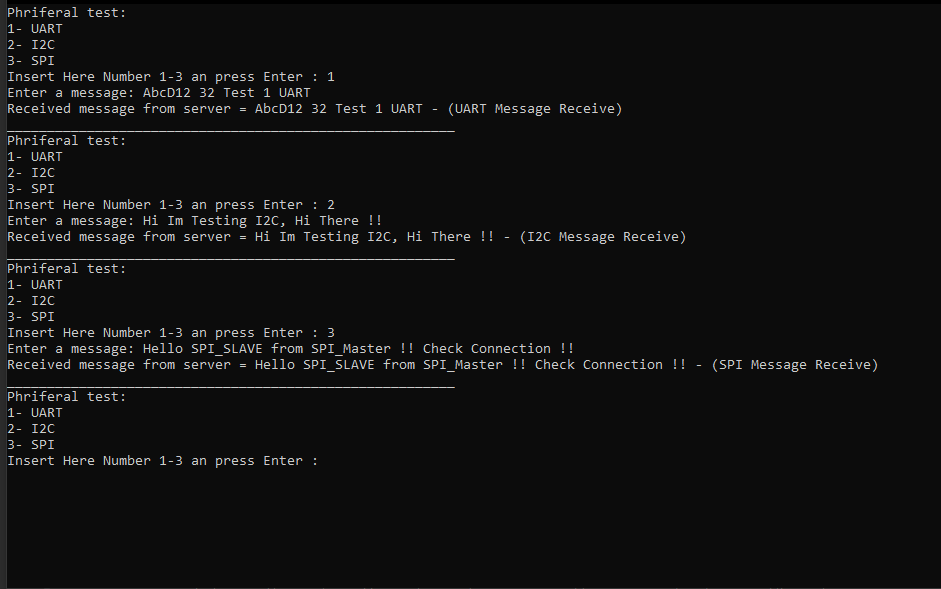 Phriferal test:
1- UART
2- I2C
3- SPI
Insert Here Number 1-3 an press Enter : 1
Enter a message: AbcD12 32 Test 1 UART
Received message from server = AbcD12 32 Test 1 UART - (UART Message Receive)
________________________________________________________
Phriferal test:
1- UART
2- I2C
3- SPI
Insert Here Number 1-3 an press Enter : 2
Enter a message: Hi Im Testing I2C, Hi There !!
Received message from server = Hi Im Testing I2C, Hi There !! - (I2C Message Receive)
________________________________________________________
Phriferal test:
1- UART
2- I2C
3- SPI
Insert Here Number 1-3 an press Enter : 3
Enter a message: Hello SPI_SLAVE from SPI_Master !! Check Connection !!
Received message from server = Hello SPI_SLAVE from SPI_Master !! Check Connection !! - (SPI Message Receive)
________________________________________________________
Phriferal test:
1- UART
2- I2C
3- SPI
Insert Here Number 1-3 an press Enter :